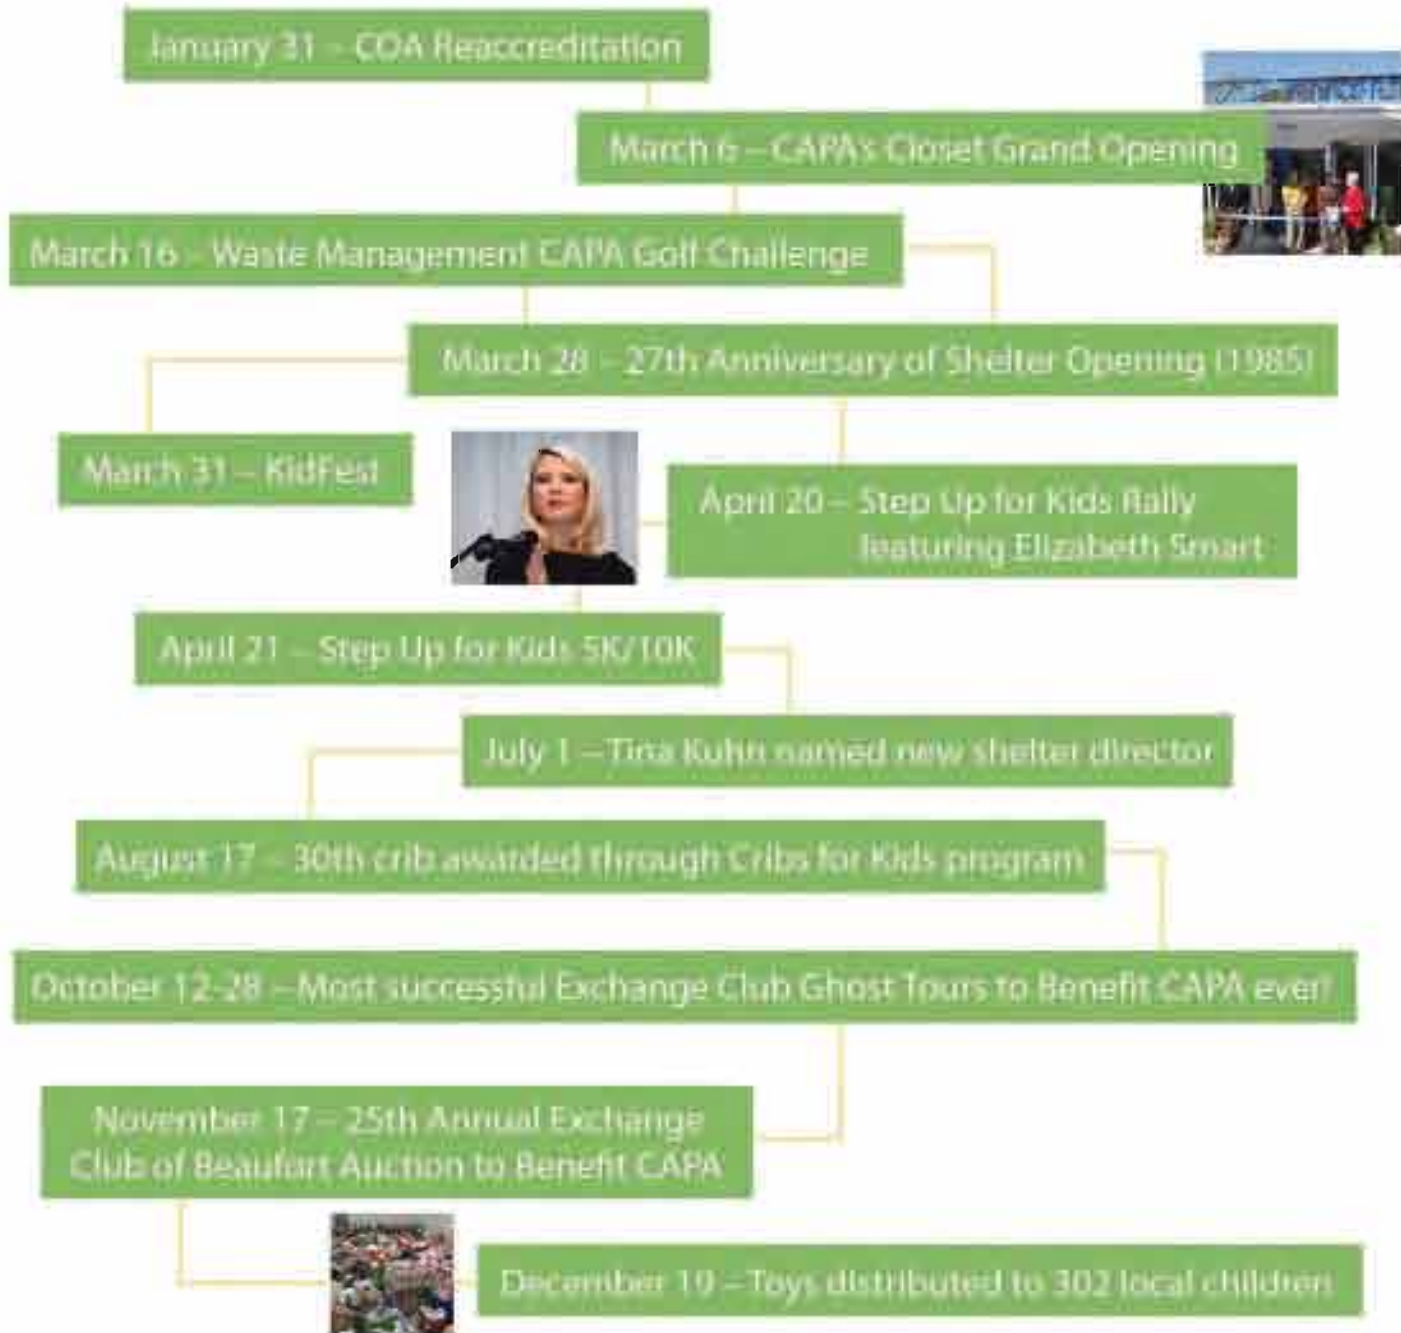 January 31 – COA Reaccreditation
March 6 – CAPA's Closet Grand Opening
March 16 – Waste Management CAPA Golf Challenge
March 28 – 27th Anniversary of Shelter Opening (1985)
March 31 – KidFest
April 20 – Step Up for Kids Rally
featuring Elizabeth Smart
April 21 – Step Up for Kids 5K/10K
July 1 – Tina Kuhn named new shelter director
August 17 – 30th crib awarded through Cribs for Kids program
October 12-28 – Most successful Exchange Club Ghost Tours to Benefit CAPA ever!
November 17 – 25th Annual Exchange
Club of Beaufort Auction to Benefit CAPA
December 19 – Toys distributed to 302 local children